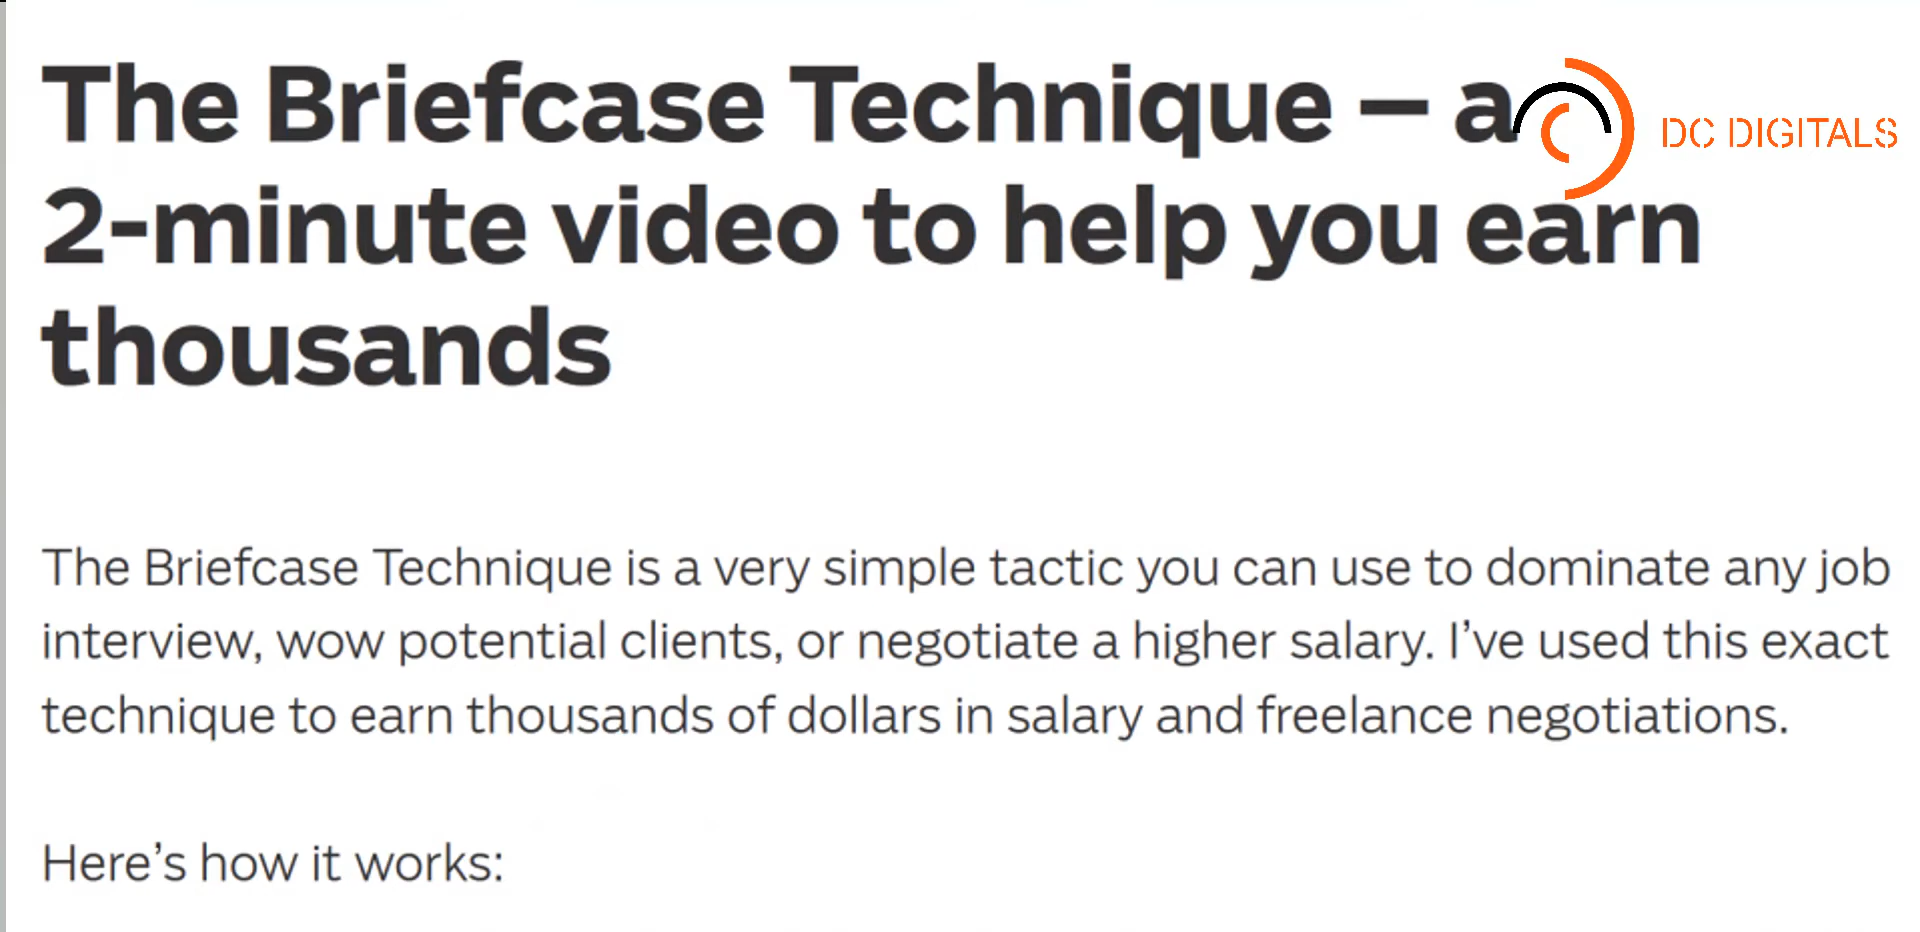 The Briefcase Technique – a
DC DIGITALS
2-minute video to help you earn
thousands
The Briefcase Technique is a very simple tactic you can use to dominate any job
interview, wow potential clients, or negotiate a higher salary. I’ve used this exact
technique to earn thousands of dollars in salary and freelance negotiations.
Here’s how it works: